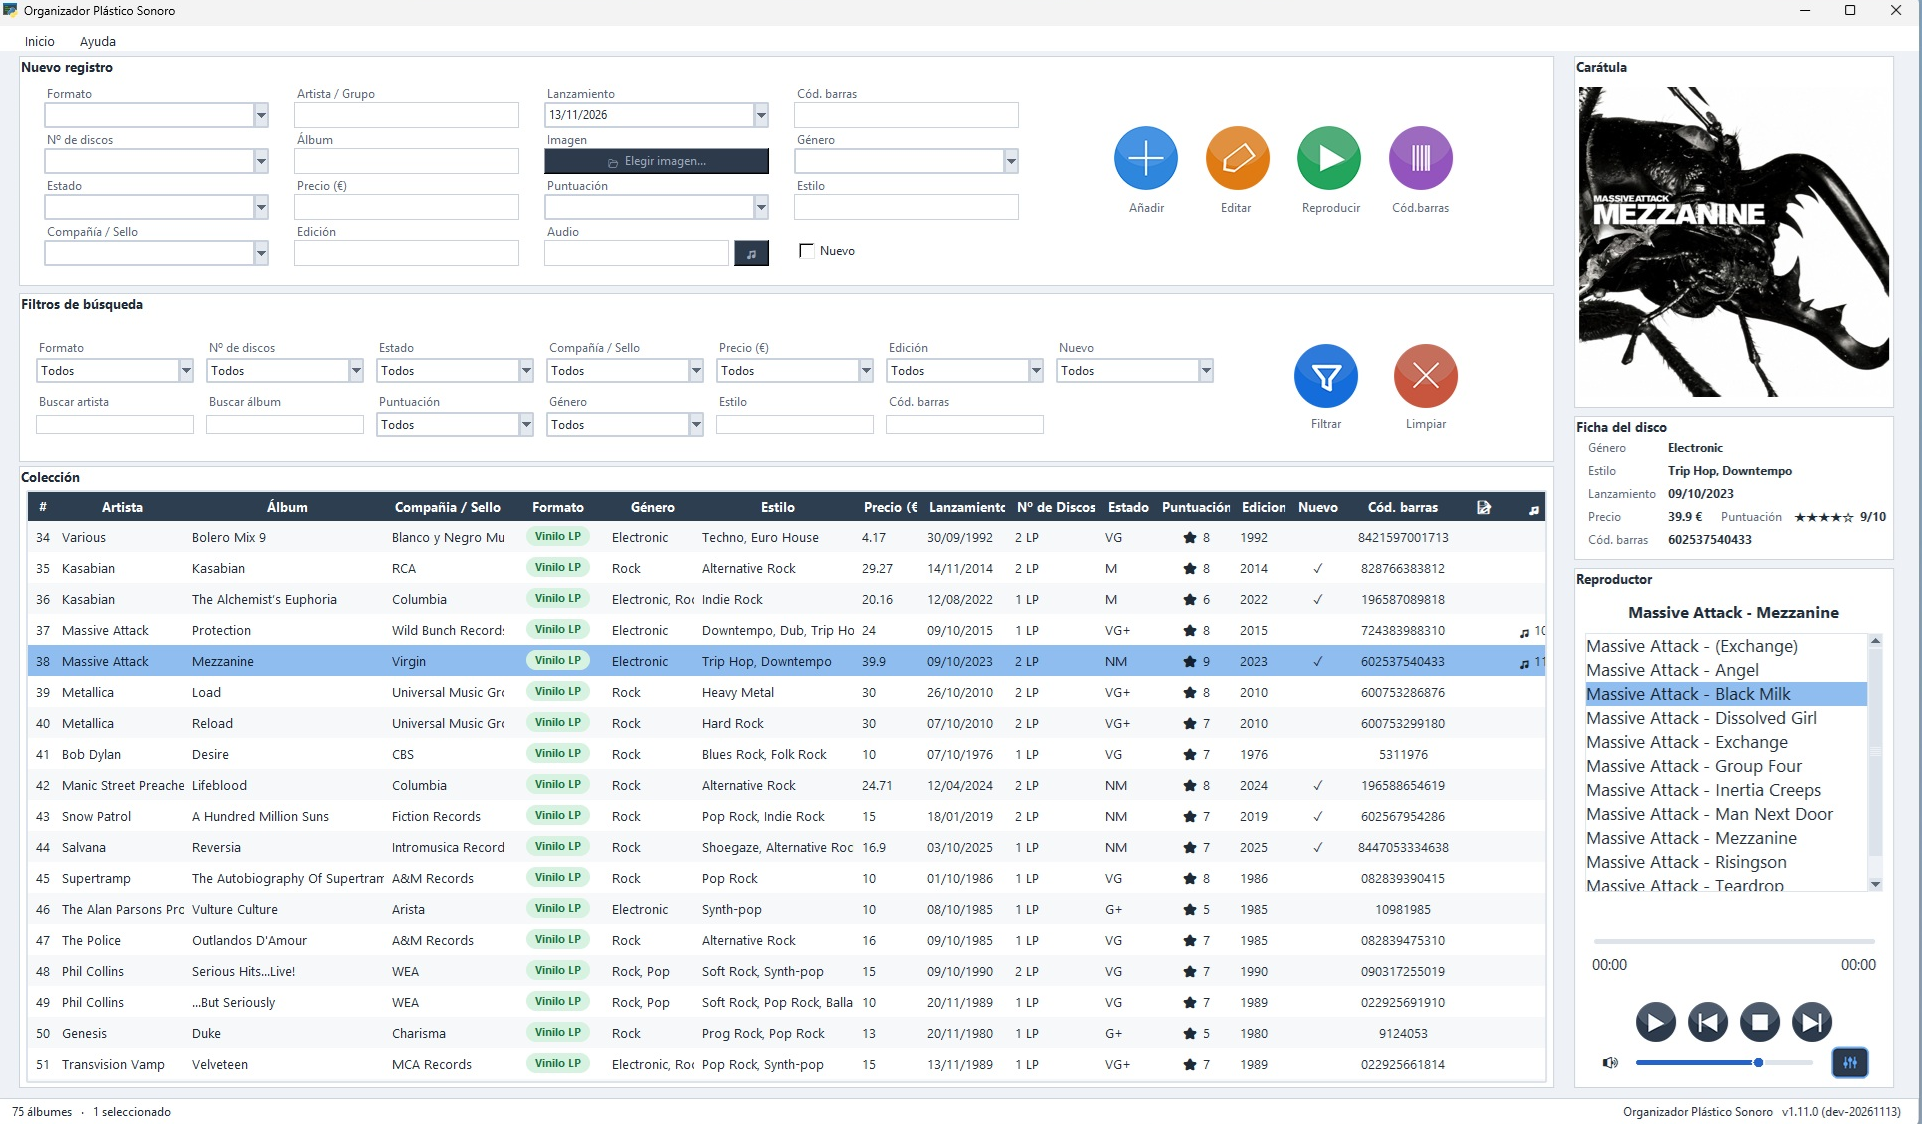 Organizador Plástico Sonoro
Inicio Ayuda
Nuevo registro
Formato Artista / Grupo Lanzamiento Cód. barras
13/11/2026
Nº de discos Álbum Imagen Género
Elegir imagen...
Estado Precio (€) Puntuación Estilo
Compañía / Sello Edición Audio
Nuevo
Añadir Editar Reproducir Cód.barras
Filtros de búsqueda
Formato Nº de discos Estado Compañía / Sello Precio (€) Edición Nuevo
Todos Todos Todos Todos Todos Todos Todos
Buscar artista Buscar álbum Puntuación Género Estilo Cód. barras
Todos Todos
Filtrar Limpiar
Colección
# Artista Álbum Compañía / Sello Formato Género Estilo Precio (€ Lanzamiento Nº de Discos Estado Puntuación Edicion Nuevo Cód. barras
34 Various Bolero Mix 9 Blanco y Negro Mu Vinilo LP Electronic Techno, Euro House 4.17 30/09/1992 2 LP VG ★ 8 1992 8421597001713
35 Kasabian Kasabian RCA Vinilo LP Rock Alternative Rock 29.27 14/11/2014 2 LP M ★ 8 2014 ✓ 828766383812
36 Kasabian The Alchemist's Euphoria Columbia Vinilo LP Electronic, Roc Indie Rock 20.16 12/08/2022 1 LP M ★ 6 2022 ✓ 196587089818
37 Massive Attack Protection Wild Bunch Records Vinilo LP Electronic Downtempo, Dub, Trip Ho 24 09/10/2015 1 LP VG+ ★ 8 2015 724383988310 ♫ 10
38 Massive Attack Mezzanine Virgin Vinilo LP Electronic Trip Hop, Downtempo 39.9 09/10/2023 2 LP NM ★ 9 2023 ✓ 602537540433 ♫ 11
39 Metallica Load Universal Music Gr Vinilo LP Rock Heavy Metal 30 26/10/2010 2 LP VG+ ★ 8 2010 600753286876
40 Metallica Reload Universal Music Gr Vinilo LP Rock Hard Rock 30 07/10/2010 2 LP VG+ ★ 7 2010 600753299180
41 Bob Dylan Desire CBS Vinilo LP Rock Blues Rock, Folk Rock 10 07/10/1976 1 LP VG ★ 7 1976 5311976
42 Manic Street Preache Lifeblood Columbia Vinilo LP Rock Alternative Rock 24.71 12/04/2024 2 LP NM ★ 8 2024 ✓ 196588654619
43 Snow Patrol A Hundred Million Suns Fiction Records Vinilo LP Rock Pop Rock, Indie Rock 15 18/01/2019 2 LP NM ★ 7 2019 ✓ 602567954286
44 Salvana Reversia Intromusica Record Vinilo LP Rock Shoegaze, Alternative Roc 16.9 03/10/2025 1 LP NM ★ 7 2025 ✓ 8447053334638
45 Supertramp The Autobiography Of Supertram A&M Records Vinilo LP Rock Pop Rock 10 01/10/1986 1 LP VG ★ 8 1986 082839390415
46 The Alan Parsons Pro Vulture Culture Arista Vinilo LP Electronic Synth-pop 10 08/10/1985 1 LP G+ ★ 5 1985 10981985
47 The Police Outlandos D'Amour A&M Records Vinilo LP Rock Alternative Rock 16 09/10/1985 1 LP VG ★ 7 1985 082839475310
48 Phil Collins Serious Hits...Live! WEA Vinilo LP Rock, Pop Soft Rock, Synth-pop 15 09/10/1990 2 LP VG ★ 7 1990 090317255019
49 Phil Collins ...But Seriously WEA Vinilo LP Rock, Pop Soft Rock, Pop Rock, Balla 10 20/11/1989 1 LP VG ★ 7 1989 022925691910
50 Genesis Duke Charisma Vinilo LP Rock Prog Rock, Pop Rock 13 20/11/1980 1 LP G+ ★ 5 1980 9124053
51 Transvision Vamp Velveteen MCA Records Vinilo LP Electronic, Roc Pop Rock, Synth-pop 15 13/11/1989 1 LP VG+ ★ 7 1989 022925661814
Carátula
MASSIVE ATTACK
MEZZANINE
Ficha del disco
Género Electronic
Estilo Trip Hop, Downtempo
Lanzamiento 09/10/2023
Precio 39.9 € Puntuación ★★★★☆ 9/10
Cód. barras 602537540433
Reproductor
Massive Attack - Mezzanine
Massive Attack - (Exchange)
Massive Attack - Angel
Massive Attack - Black Milk
Massive Attack - Dissolved Girl
Massive Attack - Exchange
Massive Attack - Group Four
Massive Attack - Inertia Creeps
Massive Attack - Man Next Door
Massive Attack - Mezzanine
Massive Attack - Risingson
Massive Attack - Teardrop
00:00 00:00
75 álbumes · 1 seleccionado
Organizador Plástico Sonoro v1.11.0 (dev-20261113)